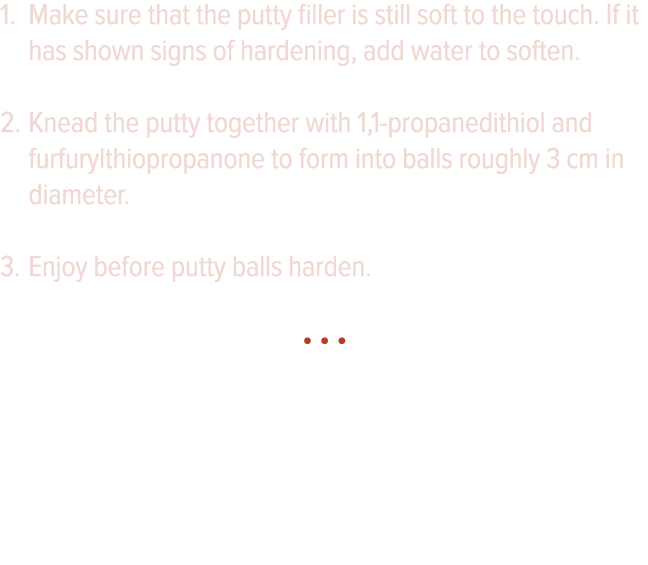 1. Make sure that the putty filler is still soft to the touch. If it
has shown signs of hardening, add water to soften.
2. Knead the putty together with 1,1-propanedithiol and
furfurylthiopropanone to form into balls roughly 3 cm in
diameter.
3. Enjoy before putty balls harden.
• • •